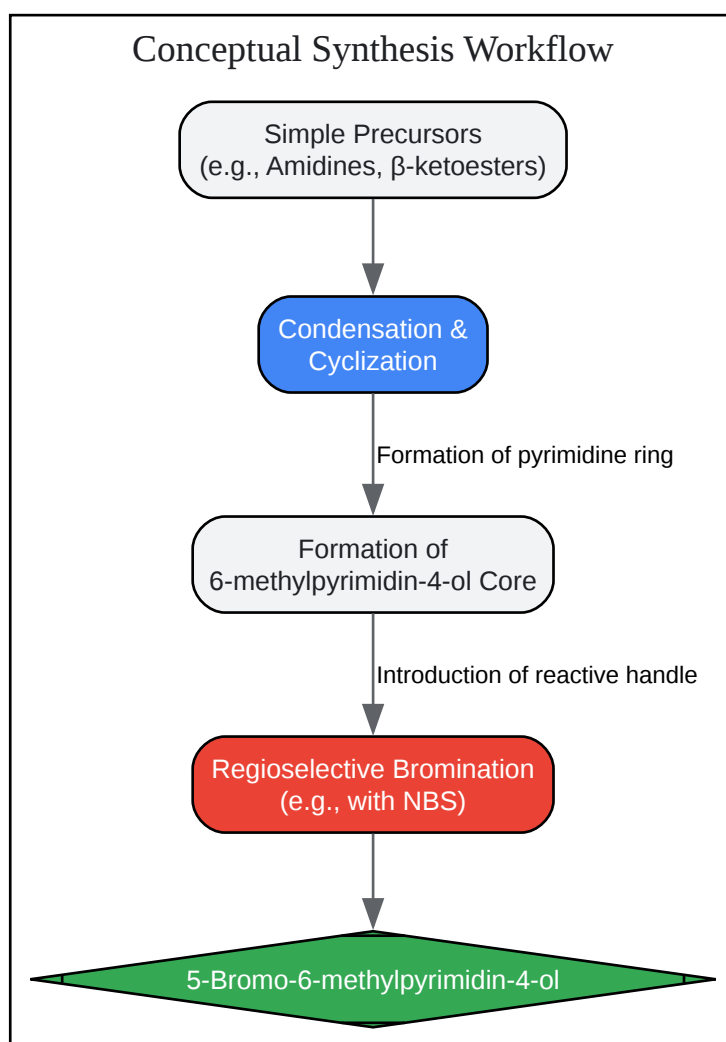 Conceptual Synthesis Workflow
Simple Precursors
(e.g., Amidines, β-ketoesters)
Condensation &
Cyclization
Formation of pyrimidine ring
Formation of
6-methylpyrimidin-4-ol Core
Introduction of reactive handle
Regioselective Bromination
(e.g., with NBS)
5-Bromo-6-methylpyrimidin-4-ol